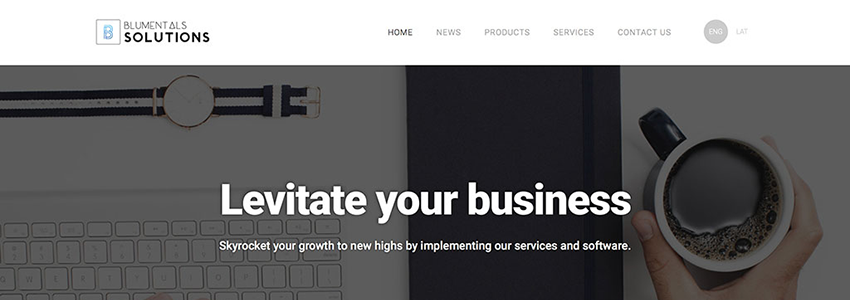 BLUMENTALS
SOLUTIONS
HOME NEWS PRODUCTS SERVICES CONTACT US ENG LAT
Levitate your business
Skyrocket your growth to new highs by implementing our services and software.